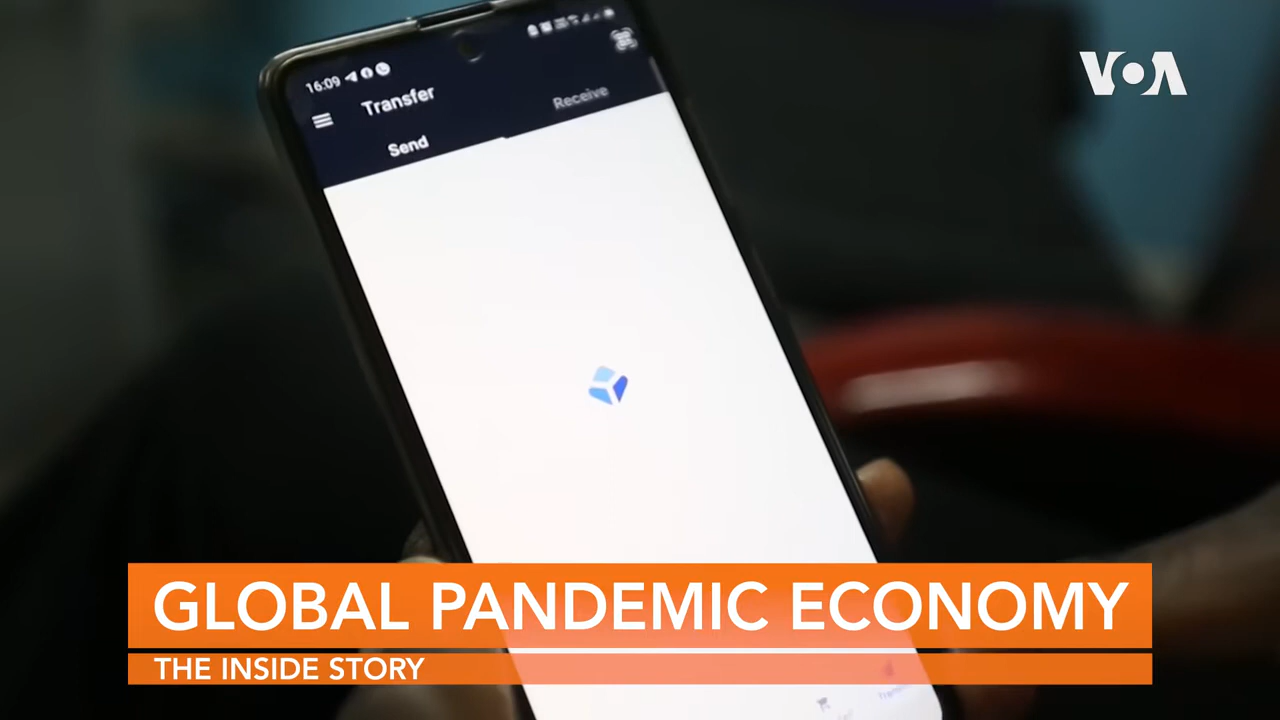 VOA
16:09
Transfer
Send
Receive
GLOBAL PANDEMIC ECONOMY
THE INSIDE STORY